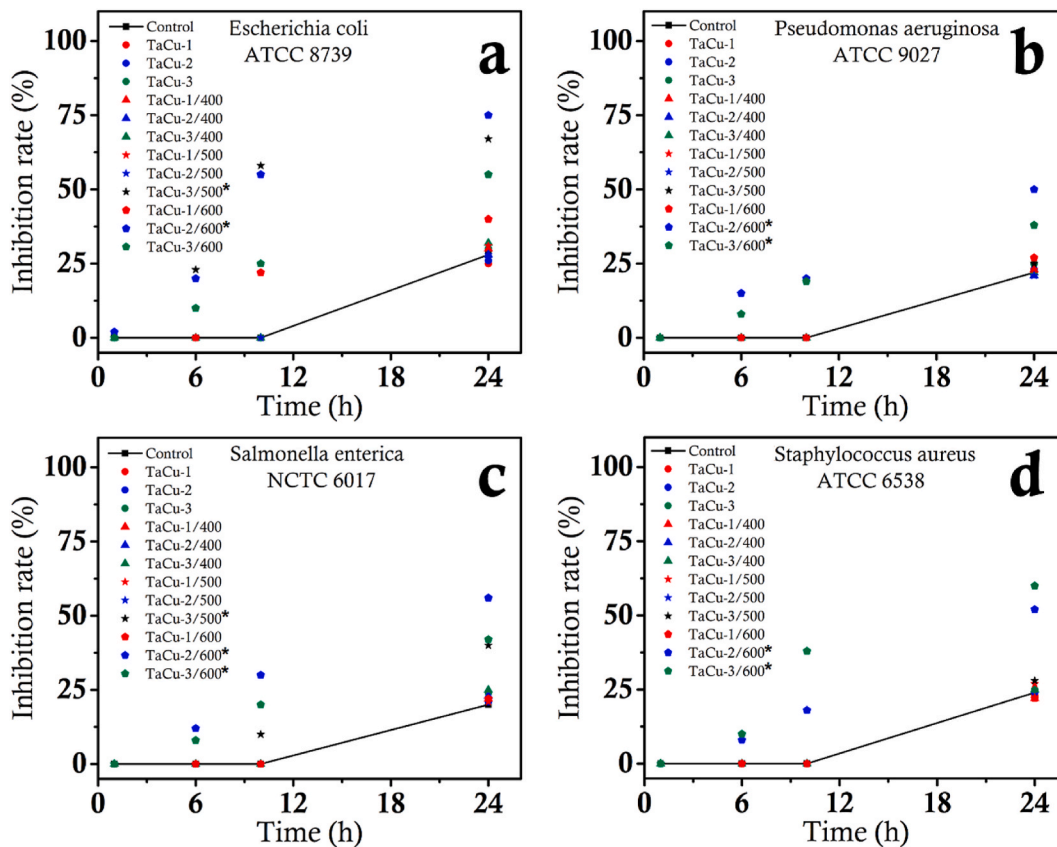 Escherichia coli
ATCC 8739
a
Control
TaCu-1
TaCu-2
TaCu-3
TaCu-1/400
TaCu-2/400
TaCu-3/400
TaCu-1/500
TaCu-2/500
TaCu-3/500*
TaCu-1/600
TaCu-2/600*
TaCu-3/600
Inhibition rate (%)
100
75
50
25
0
0 6 12 18 24
Time (h)
Pseudomonas aeruginosa
ATCC 9027
b
Control
TaCu-1
TaCu-2
TaCu-3
TaCu-1/400
TaCu-2/400
TaCu-3/400
TaCu-1/500
TaCu-2/500
TaCu-3/500
TaCu-1/600
TaCu-2/600*
TaCu-3/600*
Inhibition rate (%)
100
75
50
25
0
0 6 12 18 24
Time (h)
Salmonella enterica
NCTC 6017
c
Control
TaCu-1
TaCu-2
TaCu-3
TaCu-1/400
TaCu-2/400
TaCu-3/400
TaCu-1/500
TaCu-2/500
TaCu-3/500*
TaCu-1/600
TaCu-2/600*
TaCu-3/600*
Inhibition rate (%)
100
75
50
25
0
0 6 12 18 24
Time (h)
Staphylococcus aureus
ATCC 6538
d
Control
TaCu-1
TaCu-2
TaCu-3
TaCu-1/400
TaCu-2/400
TaCu-3/400
TaCu-1/500
TaCu-2/500
TaCu-3/500
TaCu-1/600
TaCu-2/600*
TaCu-3/600*
Inhibition rate (%)
100
75
50
25
0
0 6 12 18 24
Time (h)